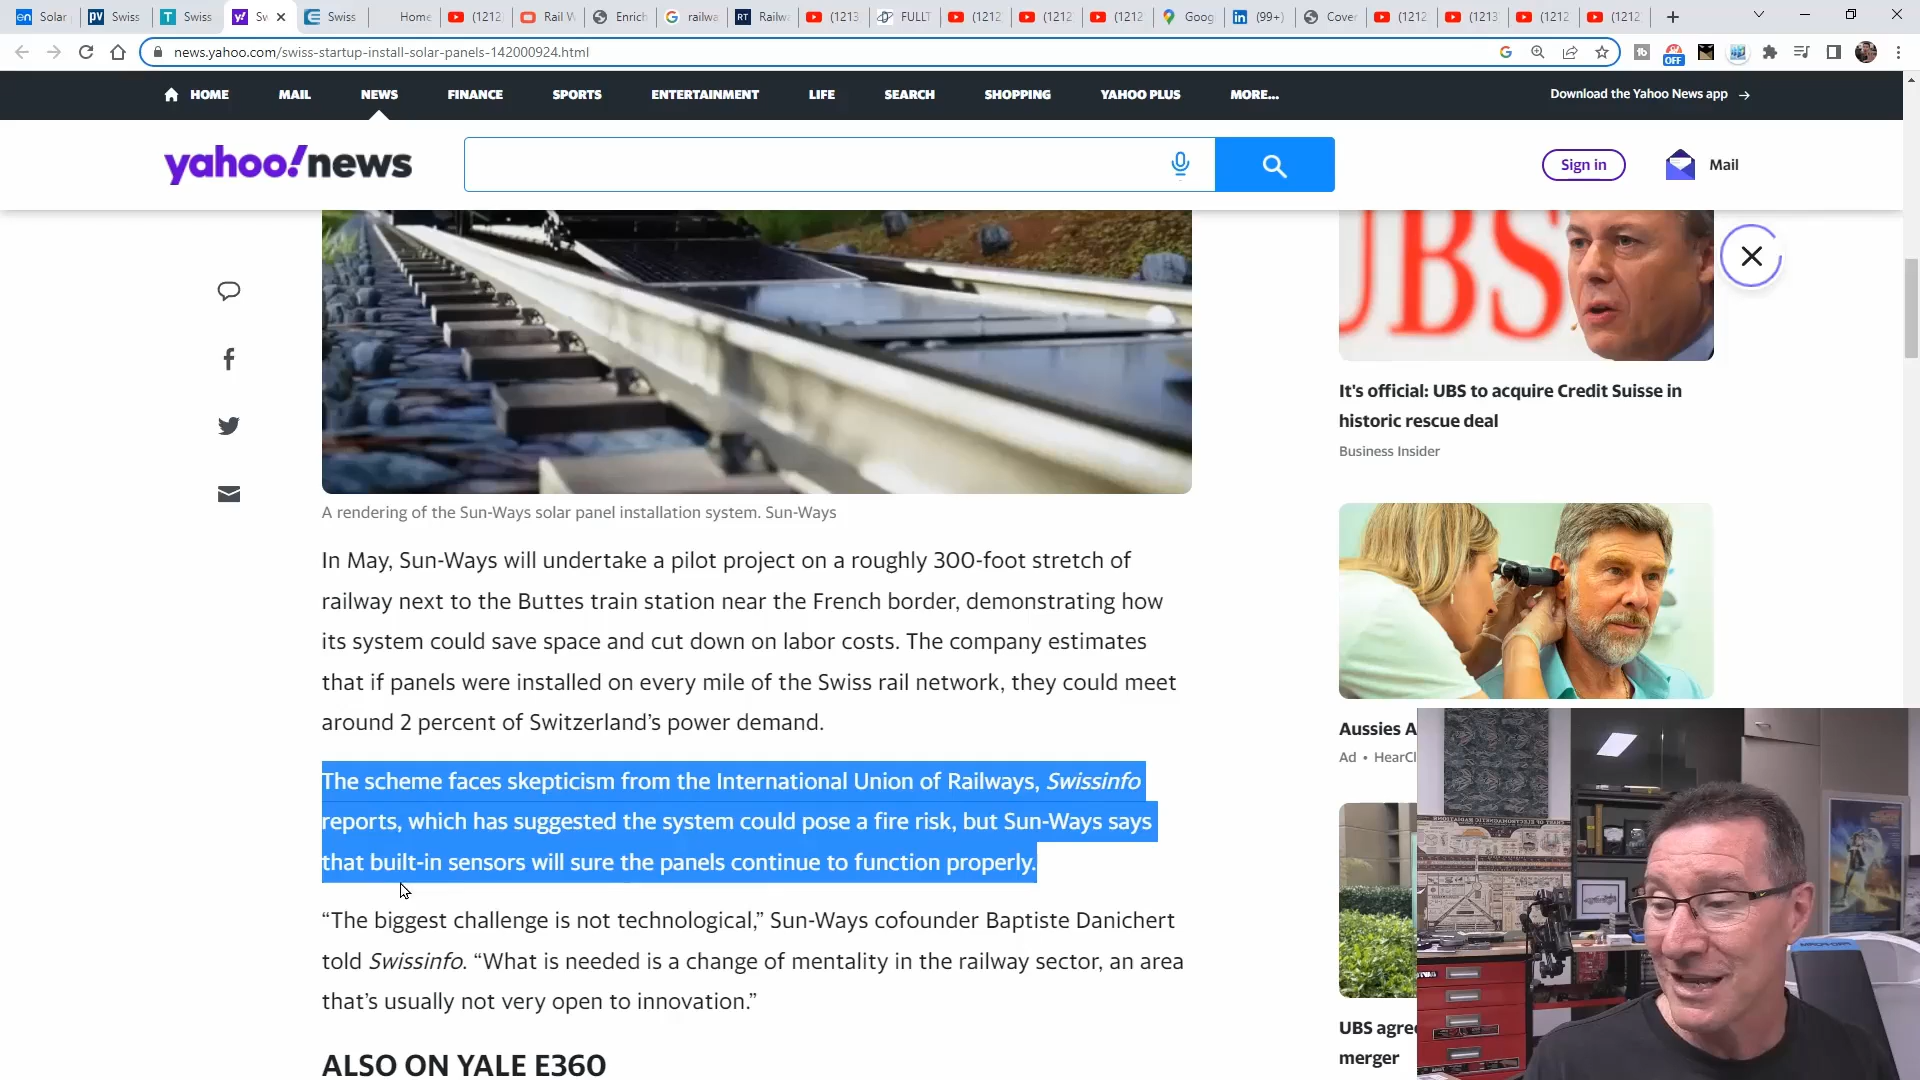 Solar
Swiss
Swiss
Sw
Swiss
Home
(1212
Rail W
Enrich
railwa
Railw
(1213
FULLT
(1212
(1212
(1212
Goog
(99+)
Cover
(1212
(1213
(1212
(1212
news.yahoo.com/swiss-startup-install-solar-panels-142000924.html
OFF
HOME MAIL NEWS FINANCE SPORTS ENTERTAINMENT LIFE SEARCH SHOPPING YAHOO PLUS MORE...
Download the Yahoo News app →
yahoo!news
Sign in
Mail
A rendering of the Sun-Ways solar panel installation system. Sun-Ways
In May, Sun-Ways will undertake a pilot project on a roughly 300-foot stretch of
railway next to the Buttes train station near the French border, demonstrating how
its system could save space and cut down on labor costs. The company estimates
that if panels were installed on every mile of the Swiss rail network, they could meet
around 2 percent of Switzerland’s power demand.
The scheme faces skepticism from the International Union of Railways, Swissinfo
reports, which has suggested the system could pose a fire risk, but Sun-Ways says
that built-in sensors will sure the panels continue to function properly.
“The biggest challenge is not technological,” Sun-Ways cofounder Baptiste Danichert
told Swissinfo. “What is needed is a change of mentality in the railway sector, an area
that’s usually not very open to innovation.”
ALSO ON YALE E360
UBS
It's official: UBS to acquire Credit Suisse in
historic rescue deal
Business Insider
Aussies A
Ad • HearCl
UBS agre
merger